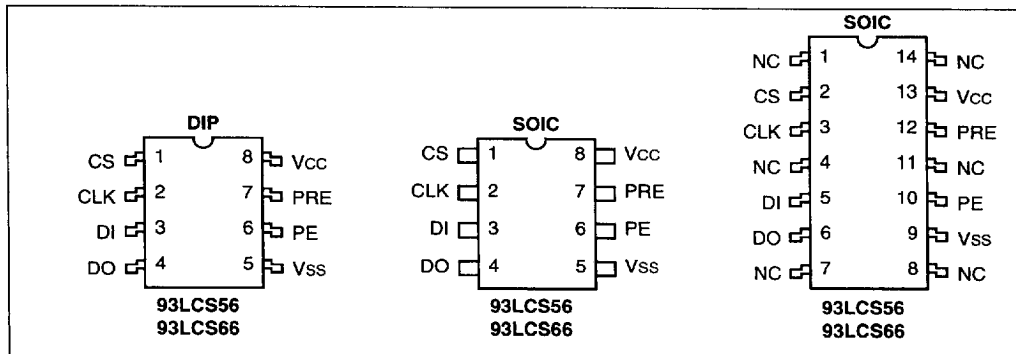 DIP
CS 1 8 VCC
CLK 2 7 PRE
DI 3 6 PE
DO 4 5 VSS
93LCS56
93LCS66
SOIC
CS 1 8 VCC
CLK 2 7 PRE
DI 3 6 PE
DO 4 5 VSS
93LCS56
93LCS66
SOIC
NC 1 14 NC
CS 2 13 VCC
CLK 3 12 PRE
NC 4 11 NC
DI 5 10 PE
DO 6 9 VSS
NC 7 8 NC
93LCS56
93LCS66